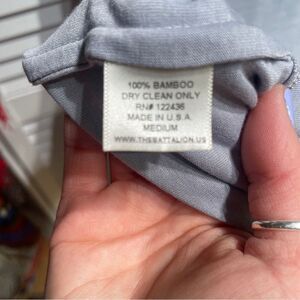 100% BAMBOO
DRY CLEAN ONLY
RN# 122436
MADE IN U.S.A.
MEDIUM
WWW.THEBATTALION.US